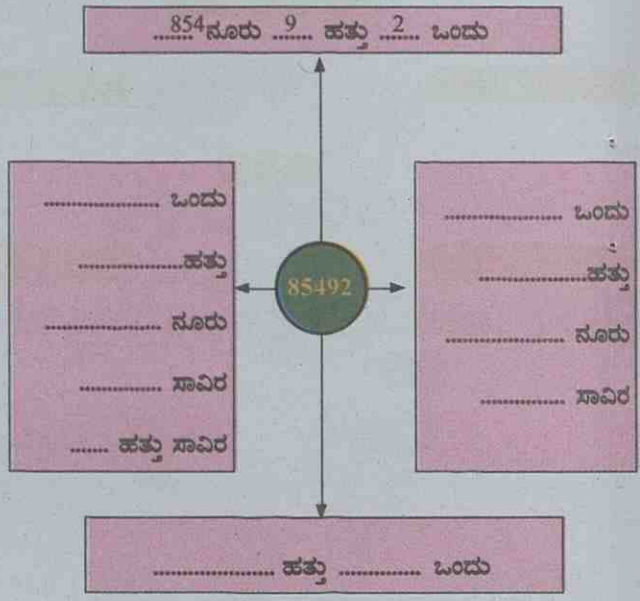 854 ನೂರು 9 ಹತ್ತು 2 ಒಂದು
................... ಒಂದು
.................ಹತ್ತು
................... ನೂರು
............. ಸಾವಿರ
...... ಹತ್ತು ಸಾವಿರ
85492
................... ಒಂದು
.................ಹತ್ತು
................... ನೂರು
............. ಸಾವಿರ
................... ಹತ್ತು ............. ಒಂದು